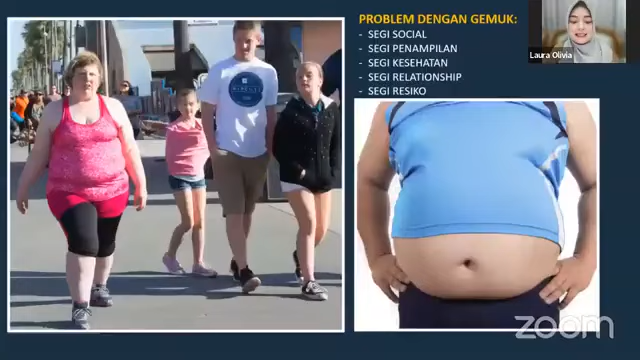 PROBLEM DENGAN GEMUK:
- SEGI SOCIAL
- SEGI PENAMPILAN
- SEGI KESEHATAN
- SEGI RELATIONSHIP
- SEGI RESIKO
Laura Olivia
zoom